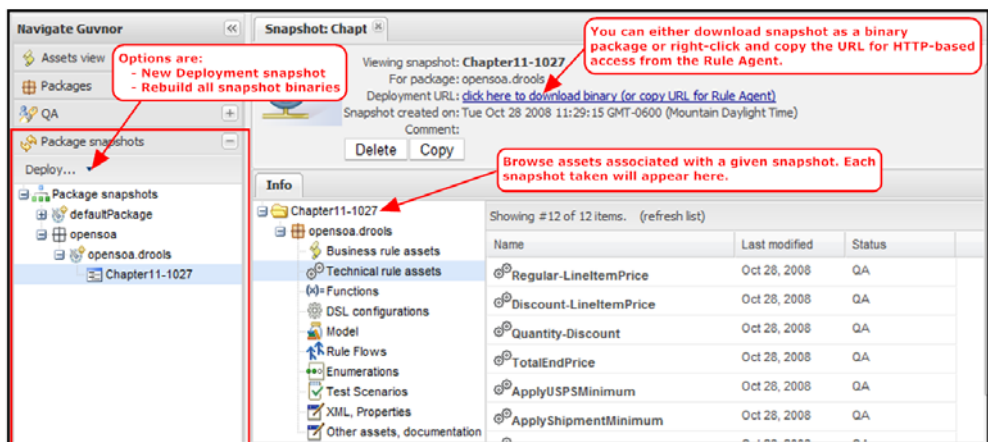 Navigate Guvnor
Assets view
Packages
QA
Package snapshots
Deploy...
Package snapshots
defaultPackage
opensoa
opensoa.drools
Chapter11-1027
Options are:
- New Deployment snapshot
- Rebuild all snapshot binaries
Snapshot: Chapt
You can either download snapshot as a binary
package or right-click and copy the URL for HTTP-based
access from the Rule Agent.
Viewing snapshot: Chapter11-1027
For package: opensoa.drools
Deployment URL: click here to download binary (or copy URL for Rule Agent)
Snapshot created on: Tue Oct 28 2008 11:29:15 GMT-0600 (Mountain Daylight Time)
Comment:
Delete Copy
Browse assets associated with a given snapshot. Each
snapshot taken will appear here.
Info
Chapter11-1027
opensoa.drools
Business rule assets
Technical rule assets
(x)= Functions
DSL configurations
Model
Rule Flows
Enumerations
Test Scenarios
XML, Properties
Other assets, documentation
Showing #12 of 12 items. (refresh list)
Name Last modified Status
Regular-LineItemPrice Oct 28, 2008 QA
Discount-LineItemPrice Oct 28, 2008 QA
Quantity-Discount Oct 28, 2008 QA
TotalEndPrice Oct 28, 2008 QA
ApplyUSPSMinimum Oct 28, 2008 QA
ApplyShipmentMinimum Oct 28, 2008 QA